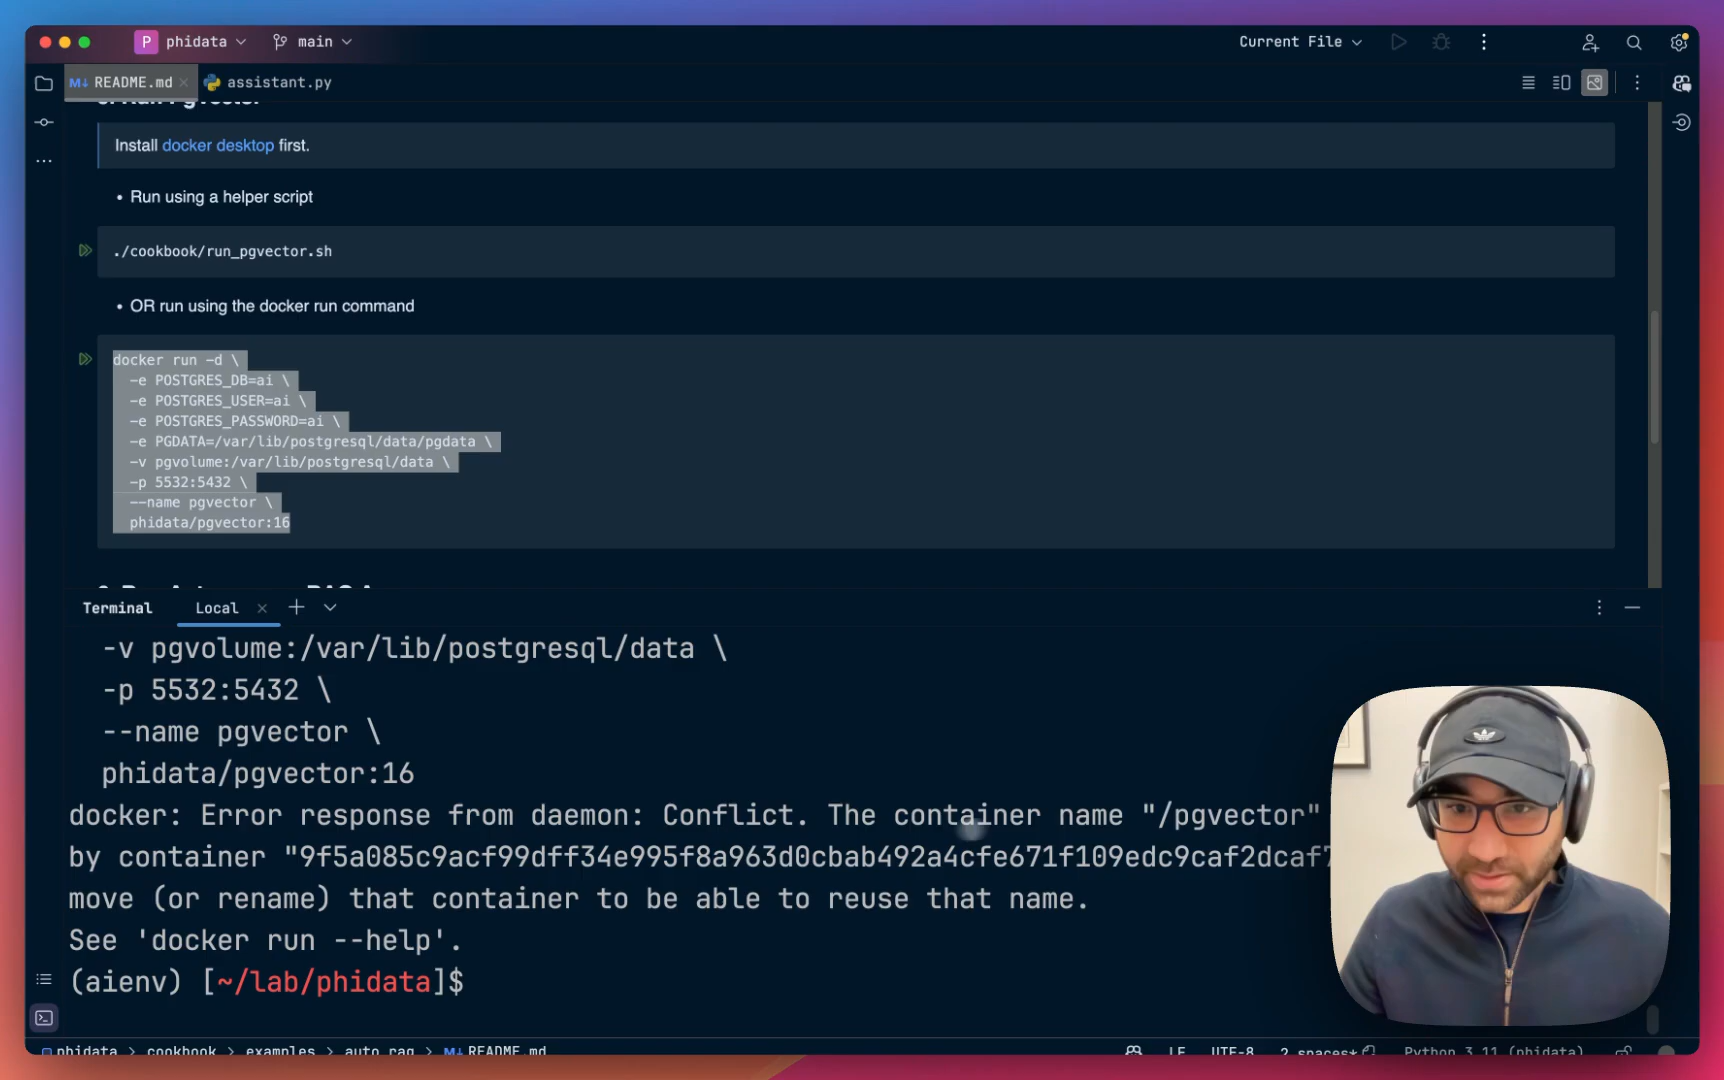 P phidata main Current File
README.md assistant.py
Install docker desktop first.
• Run using a helper script
./cookbook/run_pgvector.sh
• OR run using the docker run command
docker run -d \
-e POSTGRES_DB=ai \
-e POSTGRES_USER=ai \
-e POSTGRES_PASSWORD=ai \
-e PGDATA=/var/lib/postgresql/data/pgdata \
-v pgvolume:/var/lib/postgresql/data \
-p 5532:5432 \
--name pgvector \
phidata/pgvector:16
Terminal Local
-v pgvolume:/var/lib/postgresql/data \
-p 5532:5432 \
--name pgvector \
phidata/pgvector:16
docker: Error response from daemon: Conflict. The container name "/pgvector"
by container "9f5a085c9acf99dff34e995f8a963d0cbab492a4cfe671f109edc9caf2dcaf7
move (or rename) that container to be able to reuse that name.
See 'docker run --help'.
(aienv) [~/lab/phidata]$
phidata > cookbook > examples > auto_rag > README.md LF UTF-8 2 spaces* Python 3.11 (phidata)